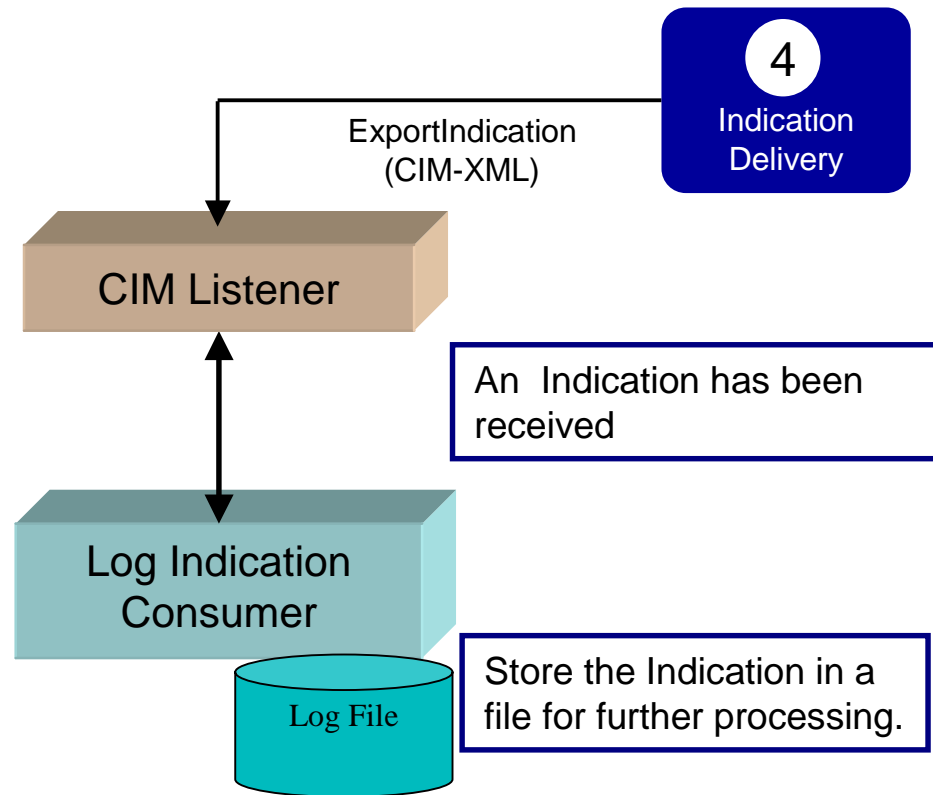 4
Indication
Delivery
ExportIndication
(CIM-XML)
CIM Listener
An Indication has been
received
Log Indication
Consumer
Log File
Store the Indication in a
file for further processing.